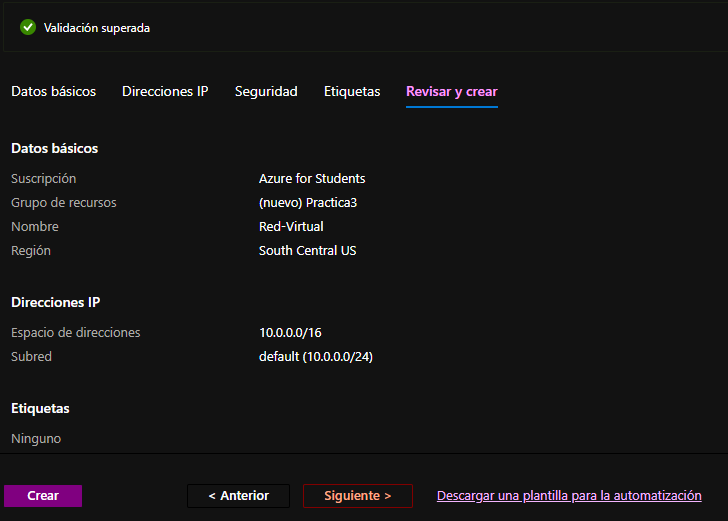 Validación superada
Datos básicos Direcciones IP Seguridad Etiquetas Revisar y crear
Datos básicos
Suscripción Azure for Students
Grupo de recursos (nuevo) Practica3
Nombre Red-Virtual
Región South Central US
Direcciones IP
Espacio de direcciones 10.0.0.0/16
Subred default (10.0.0.0/24)
Etiquetas
Ninguno
Crear < Anterior Siguiente > Descargar una plantilla para la automatización